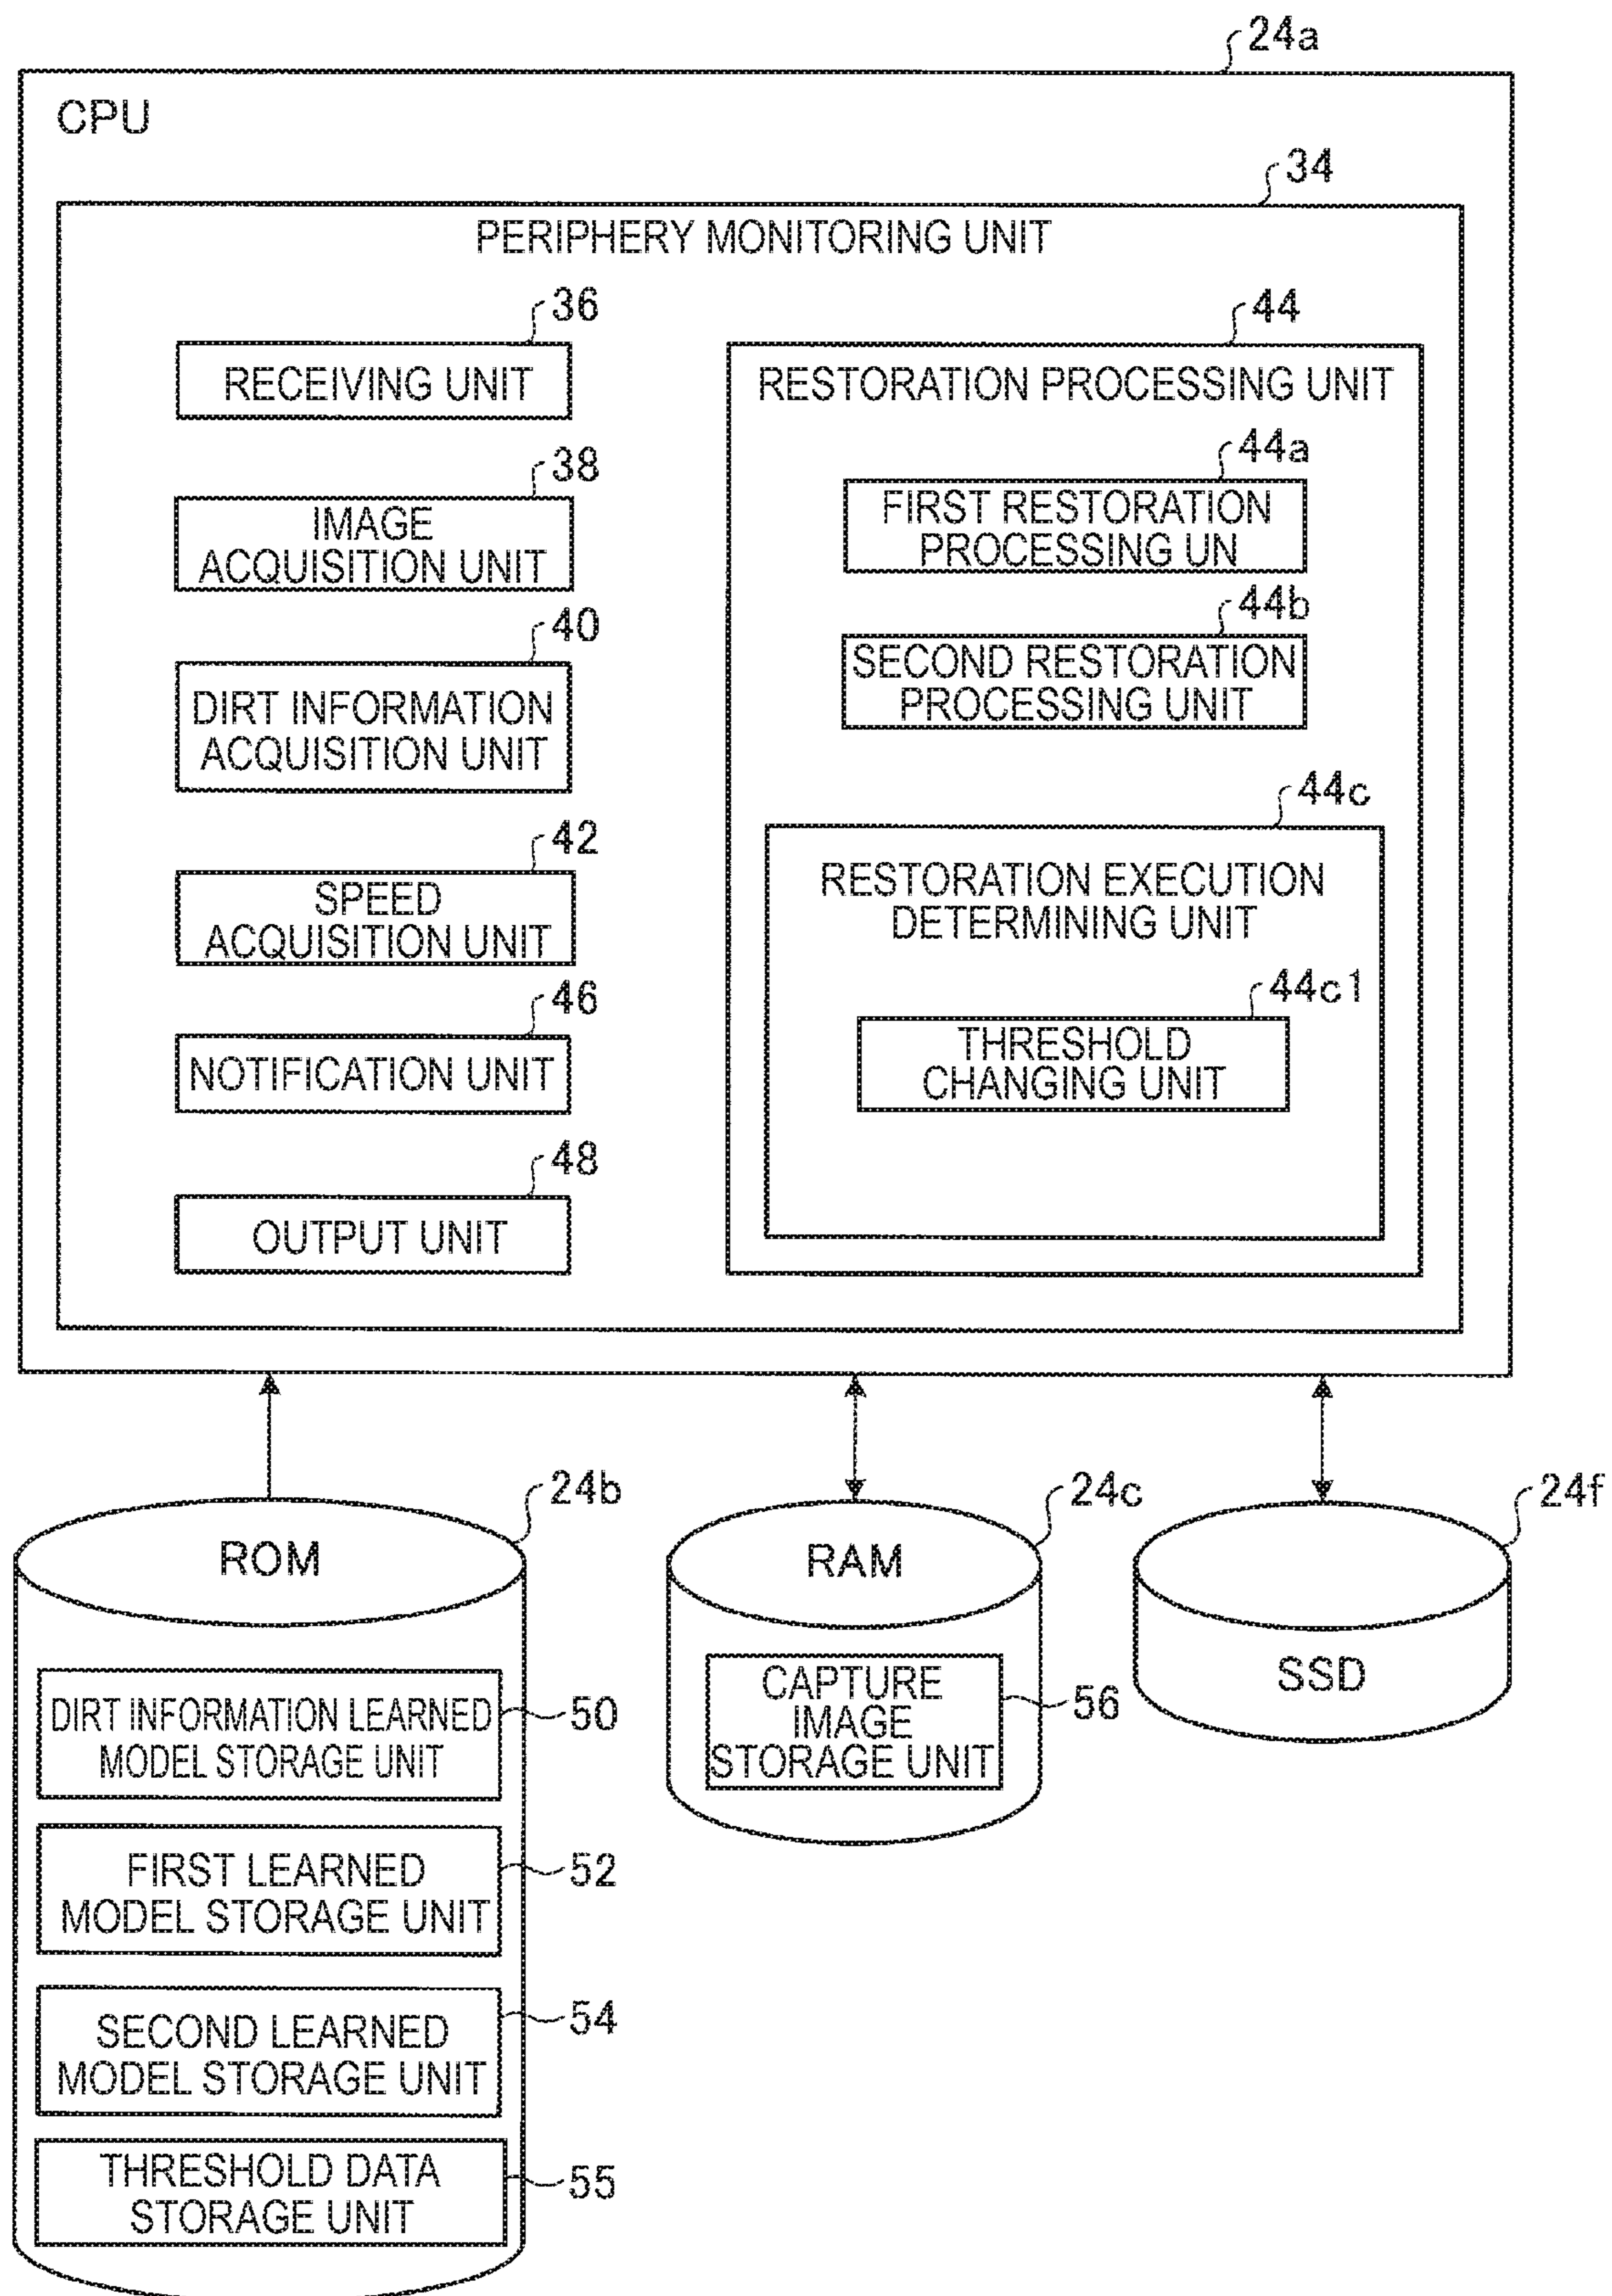 24a
CPU
34
PERIPHERY MONITORING UNIT
36
RECEIVING UNIT
38
IMAGE
ACQUISITION UNIT
40
DIRT INFORMATION
ACQUISITION UNIT
42
SPEED
ACQUISITION UNIT
46
NOTIFICATION UNIT
48
OUTPUT UNIT
44
RESTORATION PROCESSING UNIT
44a
FIRST RESTORATION
PROCESSING UN
44b
SECOND RESTORATION
PROCESSING UNIT
44c
RESTORATION EXECUTION
DETERMINING UNIT
44c1
THRESHOLD
CHANGING UNIT
24b
ROM
DIRT INFORMATION LEARNED
MODEL STORAGE UNIT
50
FIRST LEARNED
MODEL STORAGE UNIT
52
SECOND LEARNED
MODEL STORAGE UNIT
54
THRESHOLD DATA
STORAGE UNIT
55
24c
RAM
CAPTURE
IMAGE
STORAGE UNIT
56
24f
SSD